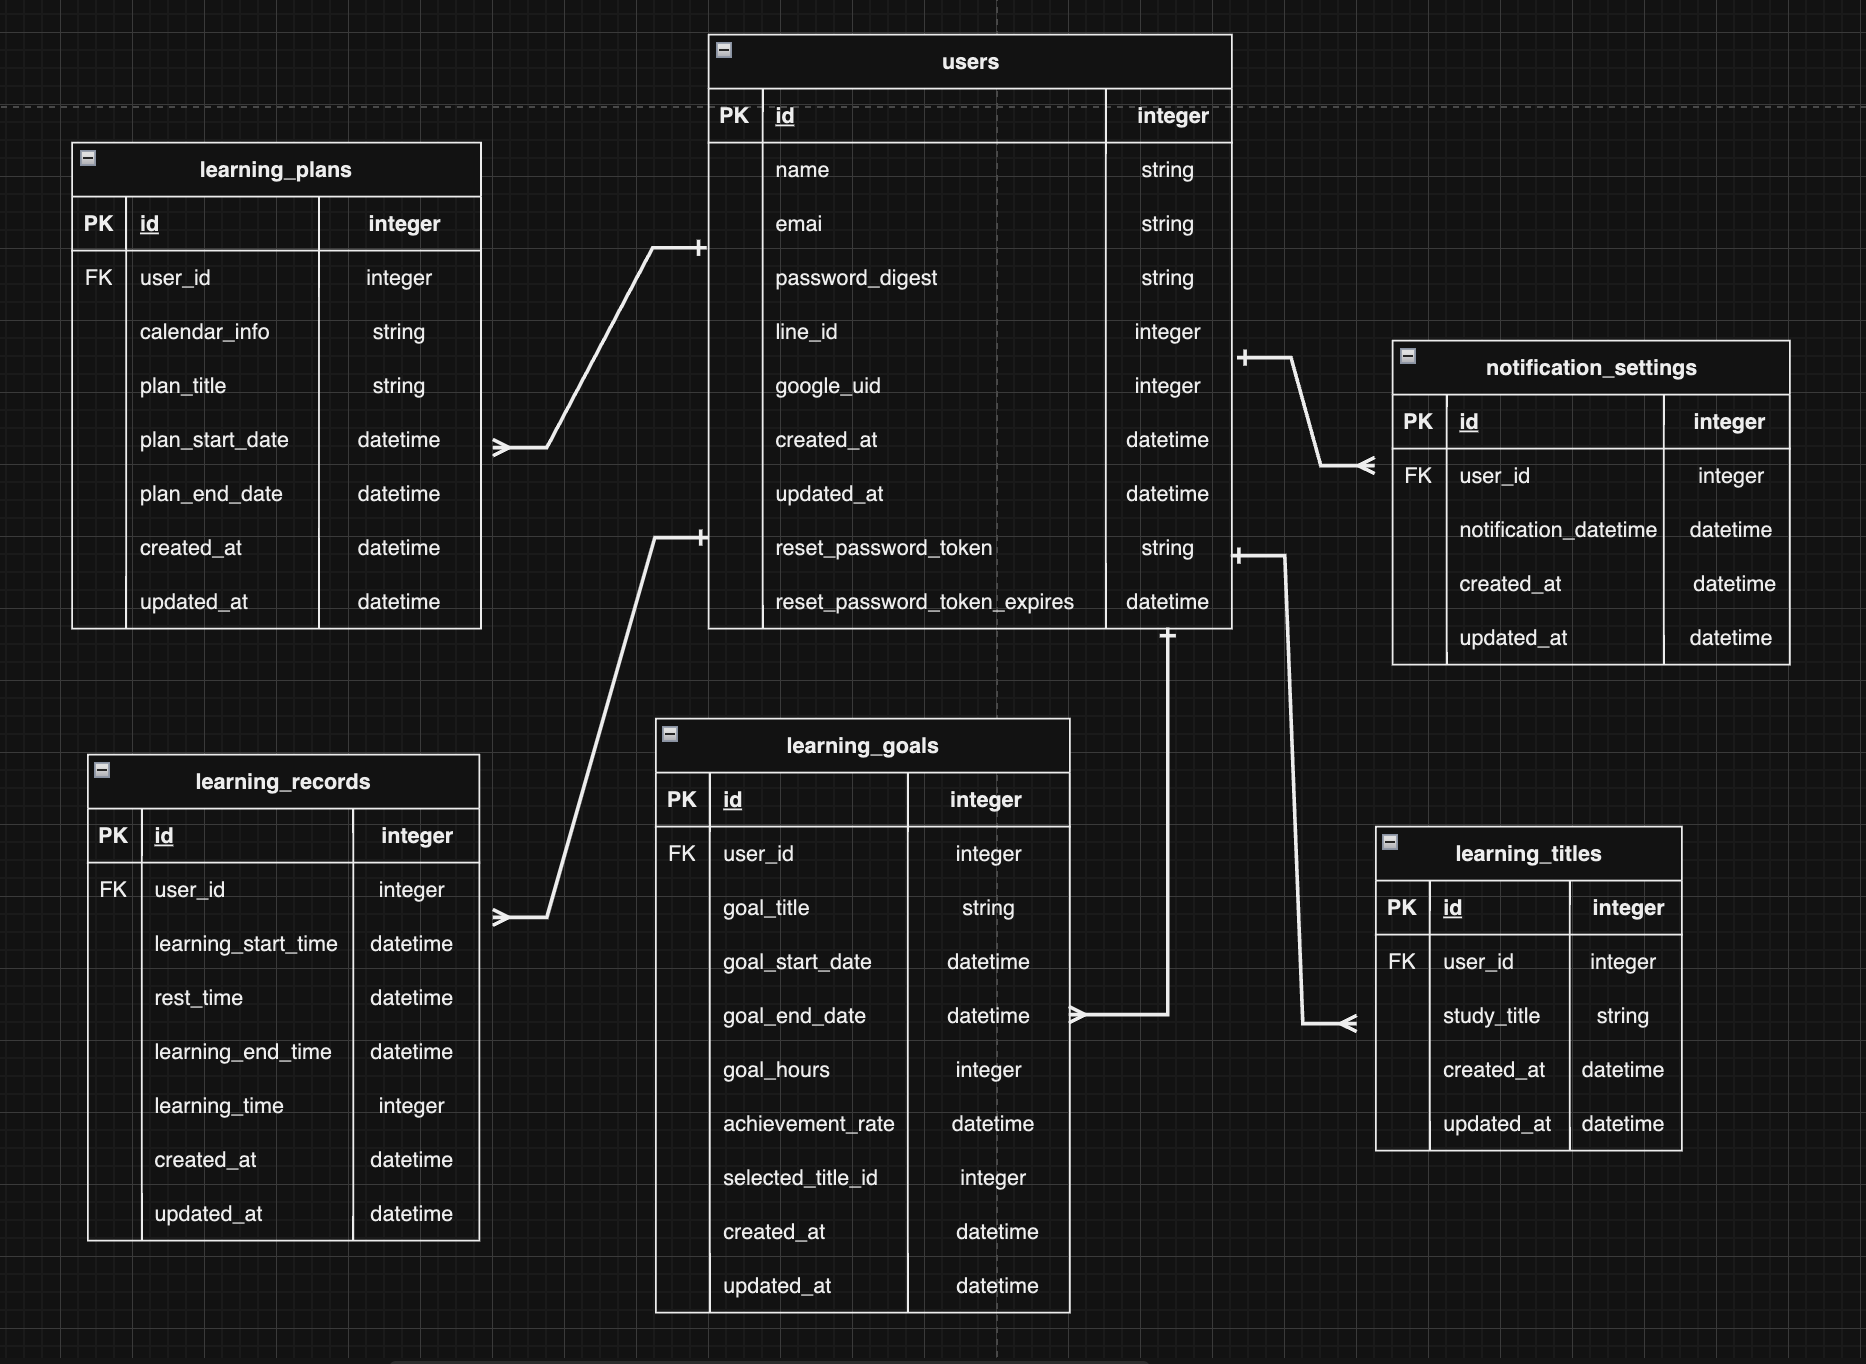 users
PK id integer
name string
emai string
password_digest string
line_id integer
google_uid integer
created_at datetime
updated_at datetime
reset_password_token string
reset_password_token_expires datetime
learning_plans
PK id integer
FK user_id integer
calendar_info string
plan_title string
plan_start_date datetime
plan_end_date datetime
created_at datetime
updated_at datetime
notification_settings
PK id integer
FK user_id integer
notification_datetime datetime
created_at datetime
updated_at datetime
learning_records
PK id integer
FK user_id integer
learning_start_time datetime
rest_time datetime
learning_end_time datetime
learning_time integer
created_at datetime
updated_at datetime
learning_goals
PK id integer
FK user_id integer
goal_title string
goal_start_date datetime
goal_end_date datetime
goal_hours integer
achievement_rate datetime
selected_title_id integer
created_at datetime
updated_at datetime
learning_titles
PK id integer
FK user_id integer
study_title string
created_at datetime
updated_at datetime